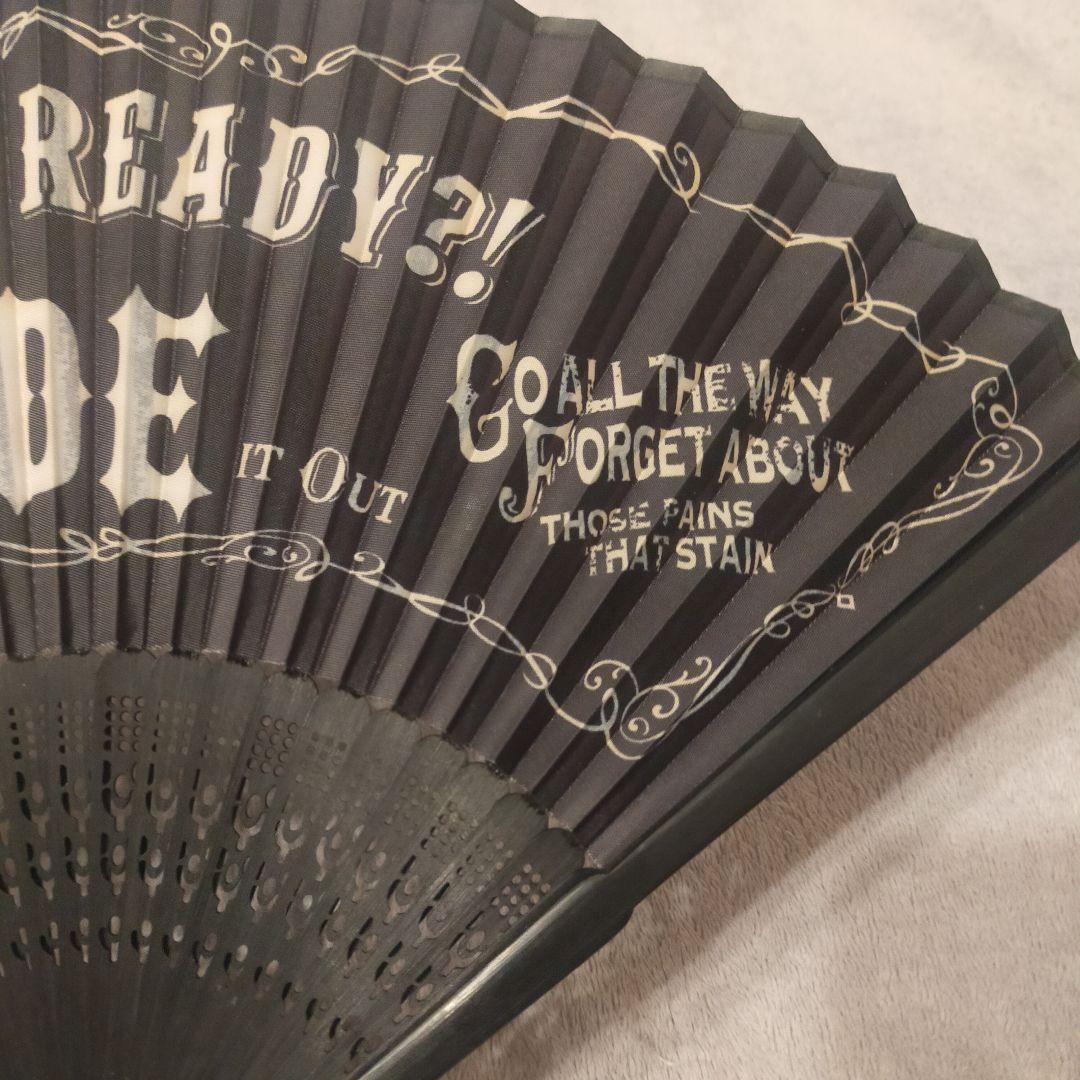 READY?!
DE
IT OUT
GO ALL THE WAY
FORGET ABOUT
THOSE PAINS
THAT STAIN